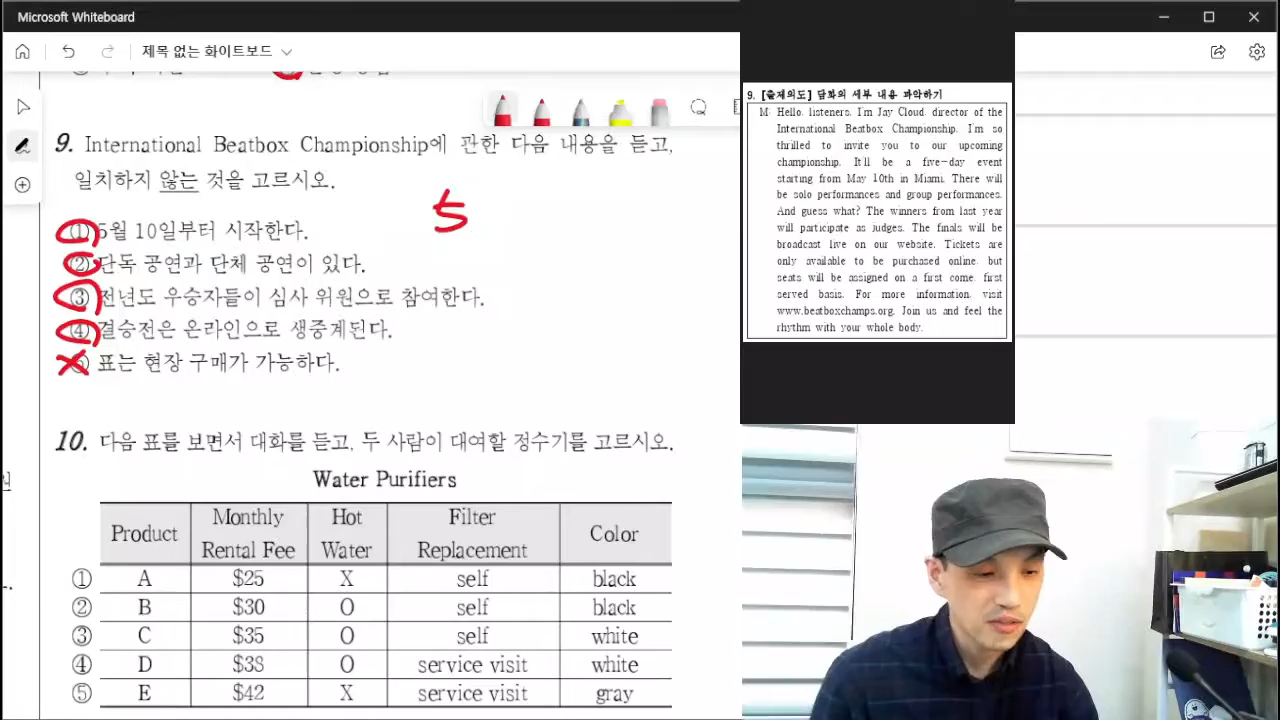 Microsoft Whiteboard
제목 없는 화이트보드
9. International Beatbox Championship에 관한 다음 내용을 듣고,
일치하지 않는 것을 고르시오.
5
① 5월 10일부터 시작한다.
② 단독 공연과 단체 공연이 있다.
③ 전년도 우승자들이 심사 위원으로 참여한다.
④ 결승전은 온라인으로 생중계된다.
⑤ 표는 현장 구매가 가능하다.
10. 다음 표를 보면서 대화를 듣고, 두 사람이 대여할 정수기를 고르시오.
Water Purifiers
Product Monthly Rental Fee Hot Water Filter Replacement Color
① A $25 X self black
② B $30 O self black
③ C $35 O self white
④ D $38 O service visit white
⑤ E $42 X service visit gray
9. [출제의도] 담화의 세부 내용 파악하기
M: Hello, listeners. I'm Jay Cloud, director of the
International Beatbox Championship. I'm so
thrilled to invite you to our upcoming
championship. It'll be a five-day event
starting from May 10th in Miami. There will
be solo performances and group performances.
And guess what? The winners from last year
will participate as judges. The finals will be
broadcast live on our website. Tickets are
only available to be purchased online, but
seats will be assigned on a first come, first
served basis. For more information, visit
www.beatboxchamps.org. Join us and feel the
rhythm with your whole body.